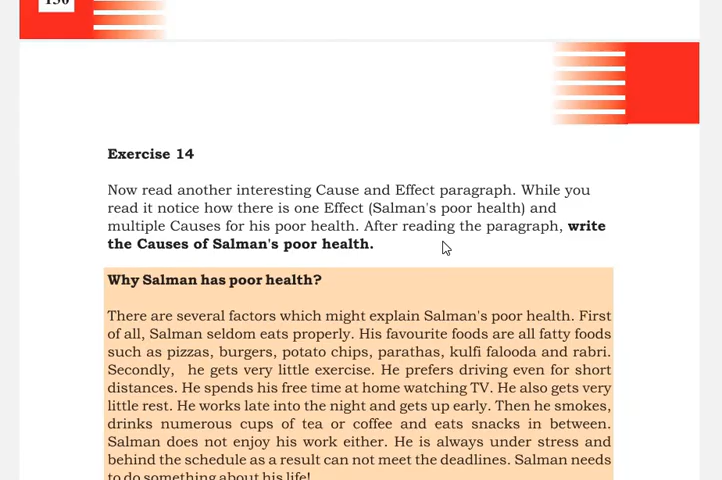 130
Exercise 14
Now read another interesting Cause and Effect paragraph. While you
read it notice how there is one Effect (Salman's poor health) and
multiple Causes for his poor health. After reading the paragraph, write
the Causes of Salman's poor health.
Why Salman has poor health?
There are several factors which might explain Salman's poor health. First
of all, Salman seldom eats properly. His favourite foods are all fatty foods
such as pizzas, burgers, potato chips, parathas, kulfi falooda and rabri.
Secondly, he gets very little exercise. He prefers driving even for short
distances. He spends his free time at home watching TV. He also gets very
little rest. He works late into the night and gets up early. Then he smokes,
drinks numerous cups of tea or coffee and eats snacks in between.
Salman does not enjoy his work either. He is always under stress and
behind the schedule as a result can not meet the deadlines. Salman needs
to do something about his life!